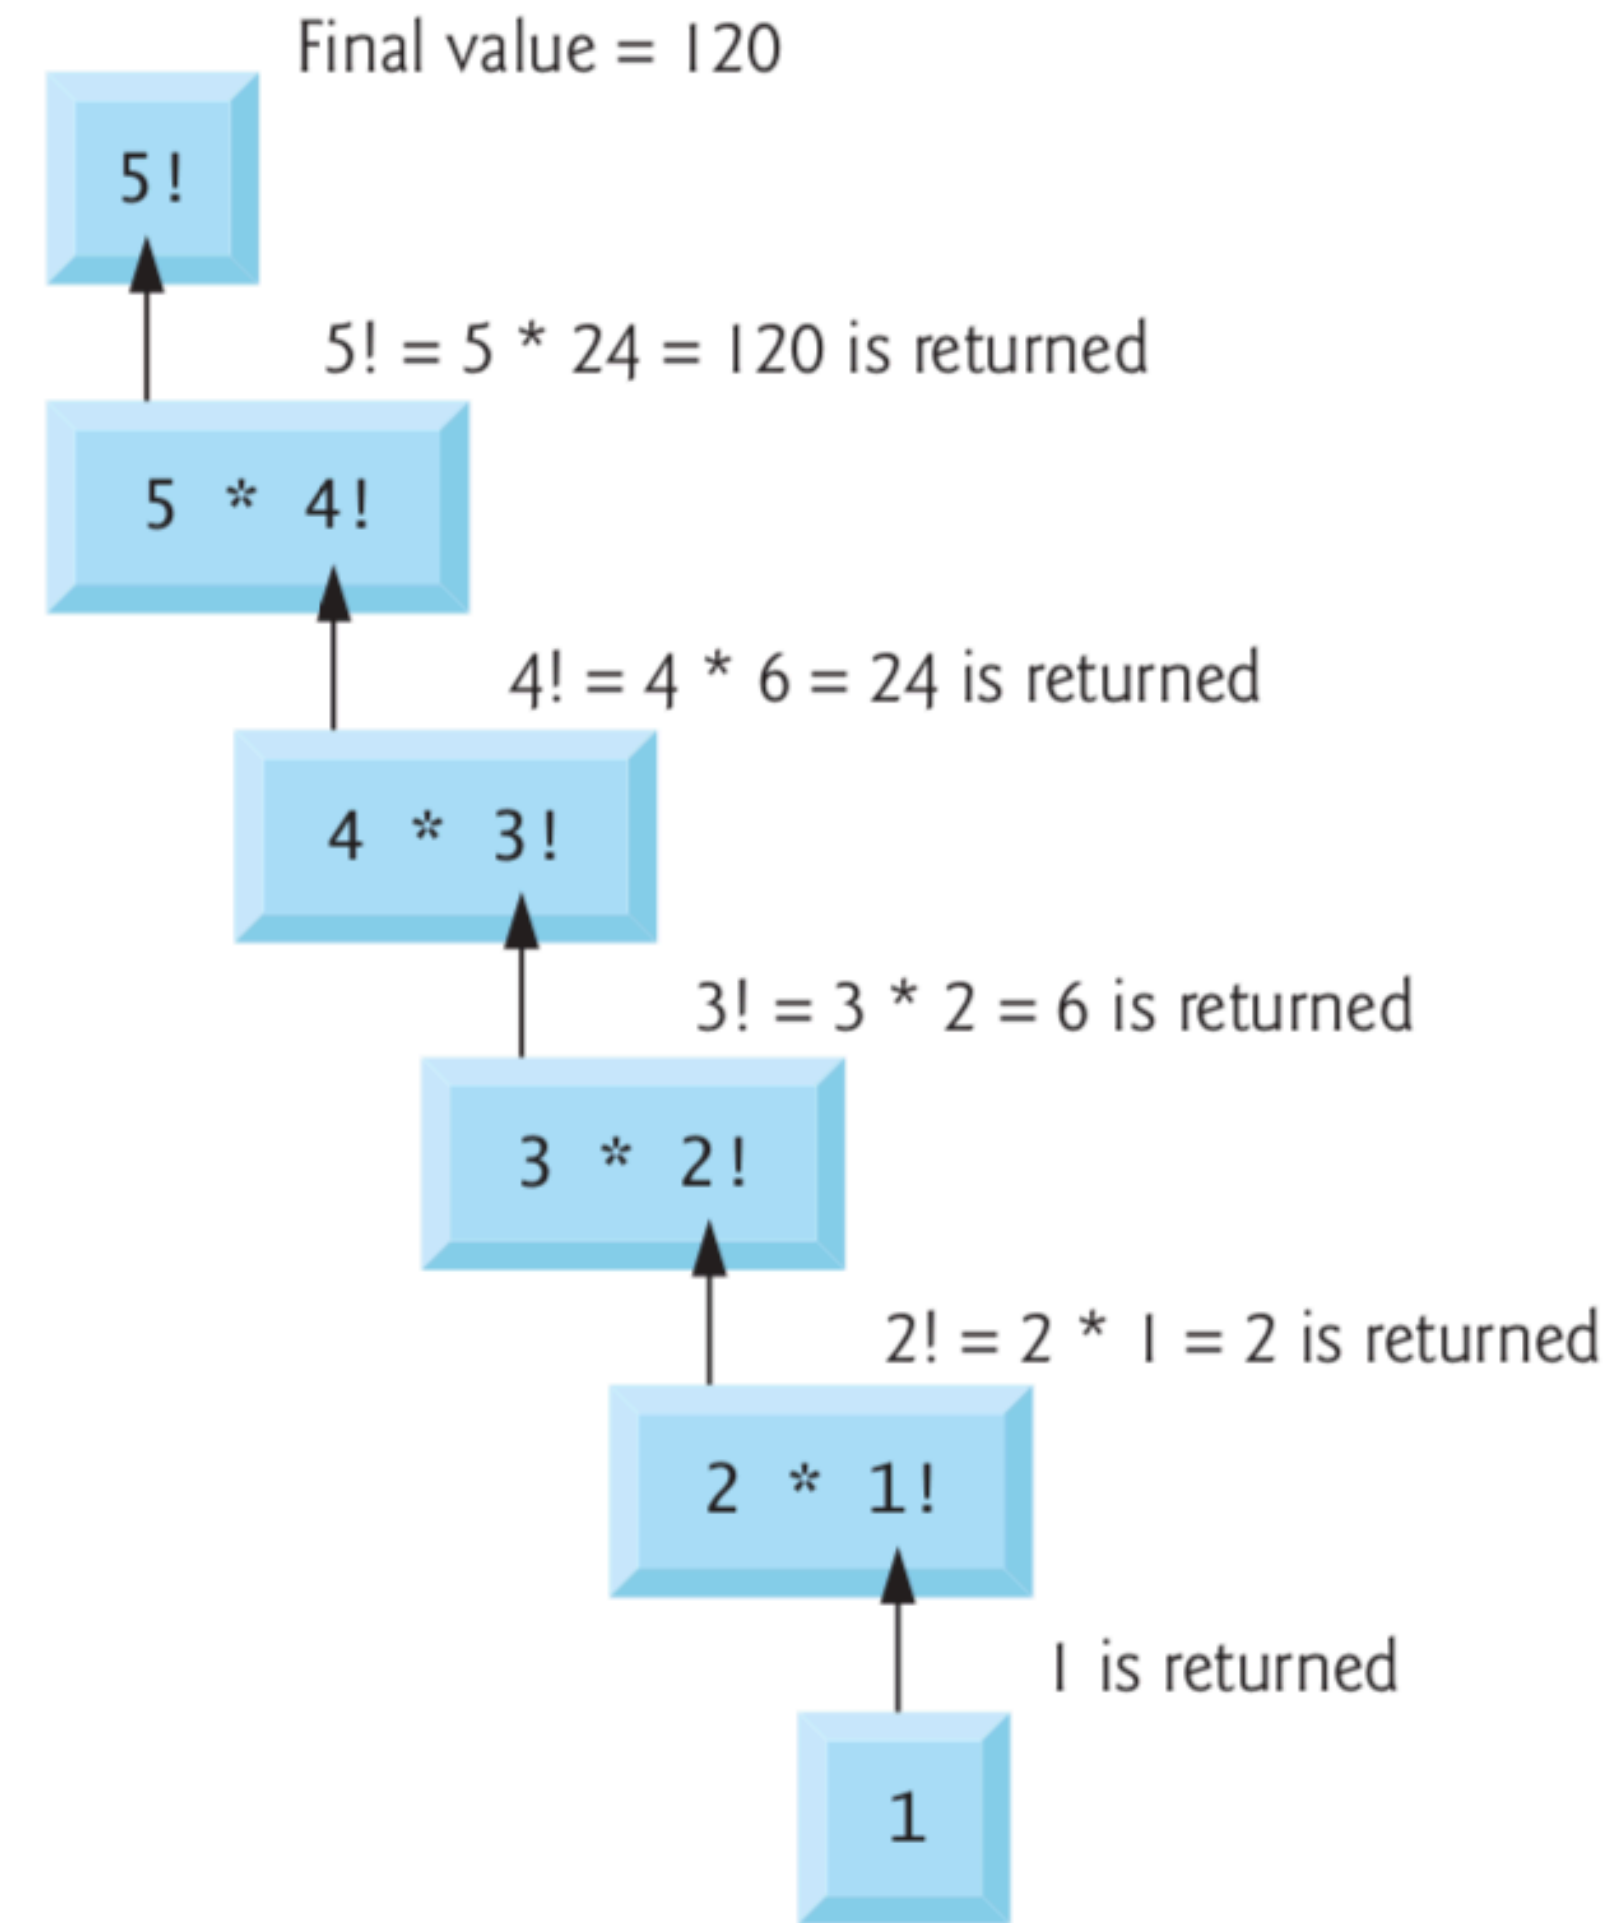 Final value = 120
5!
5! = 5 * 24 = 120 is returned
5 * 4!
4! = 4 * 6 = 24 is returned
4 * 3!
3! = 3 * 2 = 6 is returned
3 * 2!
2! = 2 * 1 = 2 is returned
2 * 1!
1 is returned
1